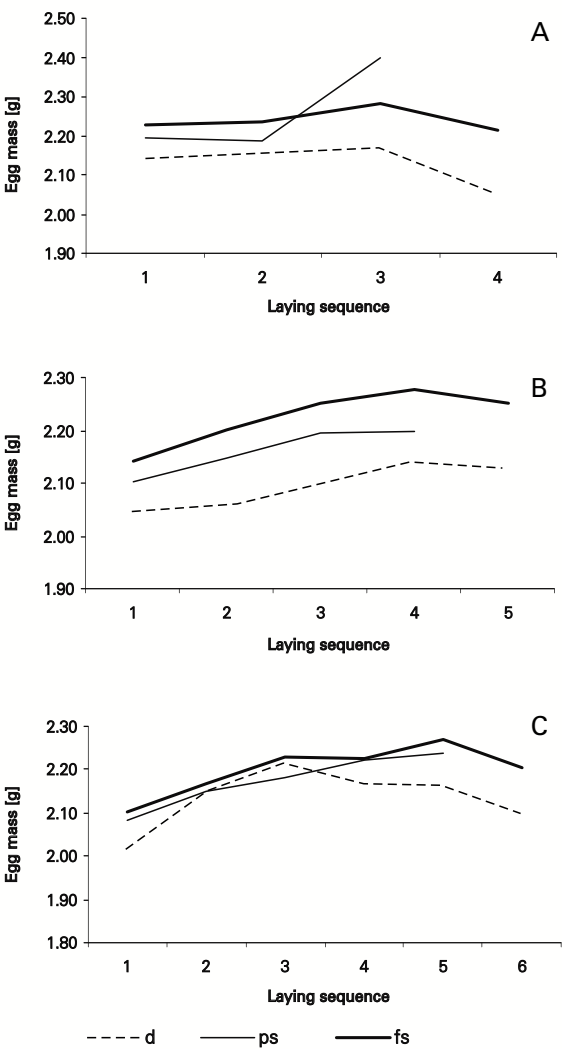 2.50
A
2.40
2.30
2.20
2.10
2.00
1.90
Egg mass [g]
1 2 3 4
Laying sequence
2.30
B
2.20
2.10
2.00
1.90
Egg mass [g]
1 2 3 4 5
Laying sequence
2.30
C
2.20
2.10
2.00
1.90
1.80
Egg mass [g]
1 2 3 4 5 6
Laying sequence
d ps fs